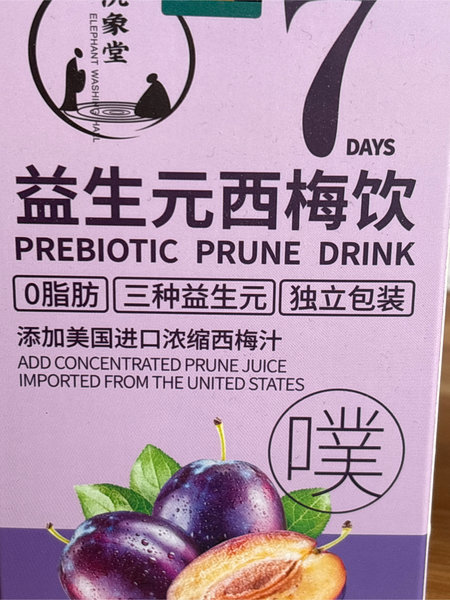 象堂
ELEPHANT WASHING HALL
7
DAYS
益生元西梅饮
PREBIOTIC PRUNE DRINK
0脂肪 三种益生元 独立包装
添加美国进口浓缩西梅汁
ADD CONCENTRATED PRUNE JUICE
IMPORTED FROM THE UNITED STATES
噗